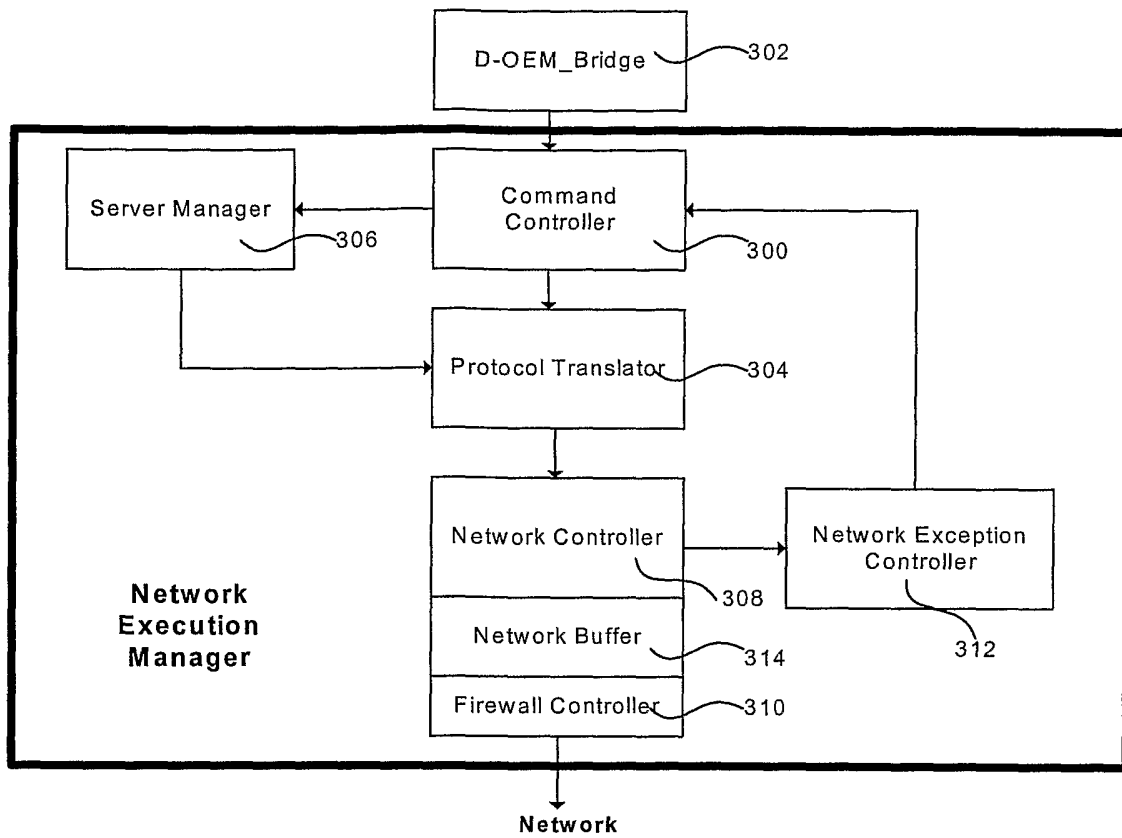 D-OEM_Bridge
302
Server Manager
306
Command
Controller
300
Protocol Translator
304
Network Controller
308
Network Exception
Controller
312
Network
Execution
Manager
Network Buffer
314
Firewall Controller
310
Network